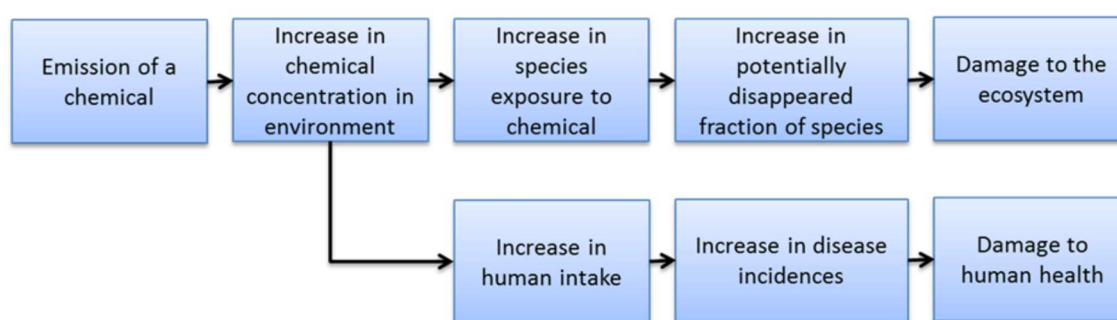 Emission of a
chemical
Increase in
chemical
concentration in
environment
Increase in
species
exposure to
chemical
Increase in
potentially
disappeared
fraction of species
Damage to the
ecosystem
Increase in
human intake
Increase in disease
incidences
Damage to
human health